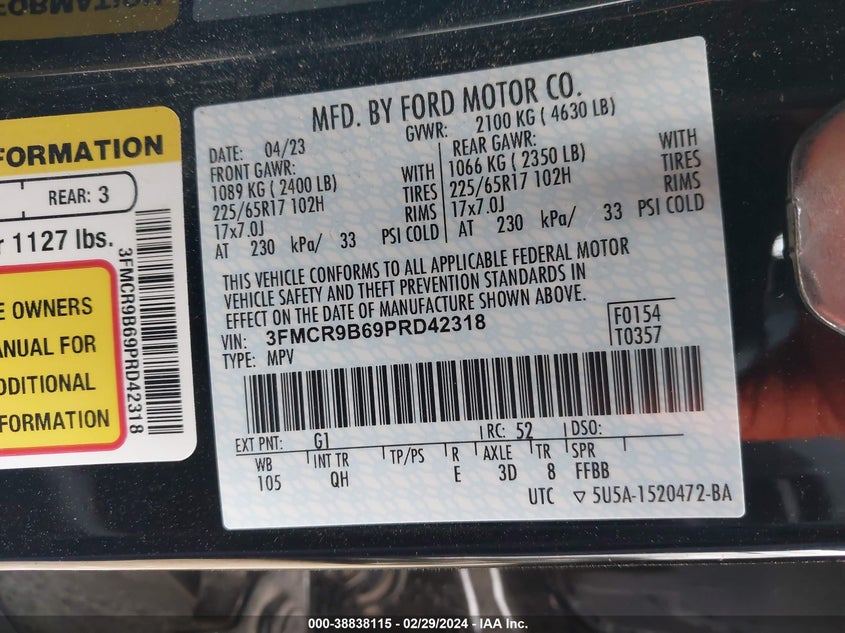 FORMATION
REAR: 3
1127 lbs.
E OWNERS
ANUAL FOR
DDITIONAL
FORMATION
3FMCR9B69PRD42318
MFD. BY FORD MOTOR CO.
DATE: 04/23
GVWR: 2100 KG ( 4630 LB)
FRONT GAWR:
1089 KG ( 2400 LB) WITH
225/65R17 102H TIRES
17x7.0J RIMS
AT 230 kPa/ 33 PSI COLD
REAR GAWR:
1066 KG ( 2350 LB) WITH
225/65R17 102H TIRES
17x7.0J RIMS
AT 230 kPa/ 33 PSI COLD
THIS VEHICLE CONFORMS TO ALL APPLICABLE FEDERAL MOTOR
VEHICLE SAFETY AND THEFT PREVENTION STANDARDS IN
EFFECT ON THE DATE OF MANUFACTURE SHOWN ABOVE.
VIN: 3FMCR9B69PRD42318
TYPE: MPV
F0154
T0357
EXT PNT: G1 RC: 52 DSO:
WB INT TR TP/PS R AXLE TR SPR
105 QH E 3D 8 FFBB
UTC ▽ 5U5A-1520472-BA
000-38838115 - 02/29/2024 - IAA Inc.